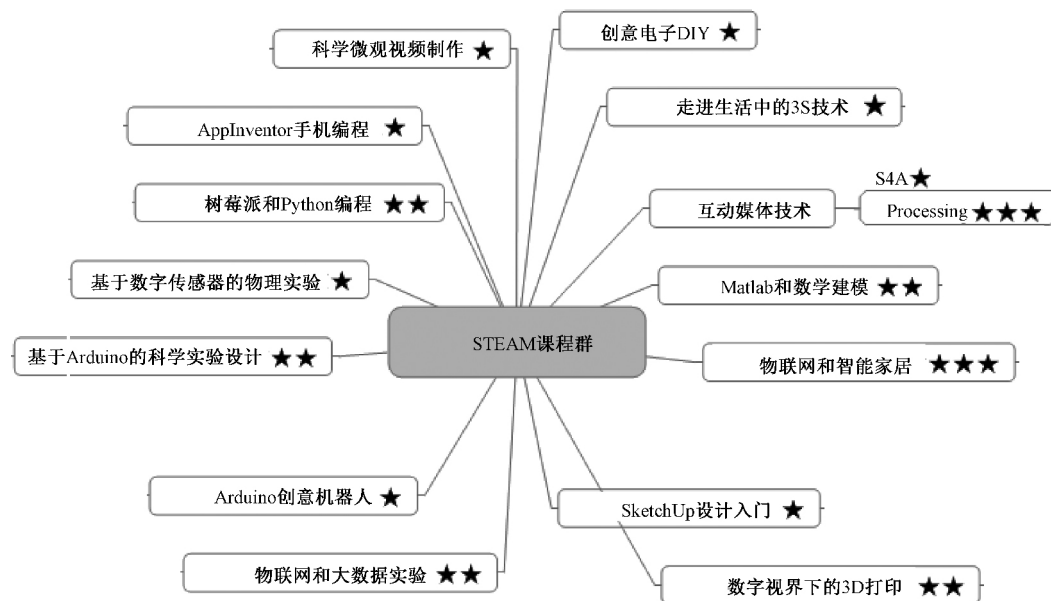 创意电子DIY ★
科学微观视频制作 ★
走进生活中的3S技术 ★
AppInventor手机编程 ★
S4A★
树莓派和Python编程 ★★
互动媒体技术
Processing★★★
基于数字传感器的物理实验 ★
Matlab和数学建模 ★★
STEAM课程群
基于Arduino的科学实验设计 ★★
物联网和智能家居 ★★★
Arduino创意机器人 ★
SketchUp设计入门 ★
物联网和大数据实验 ★★
数字视界下的3D打印 ★★